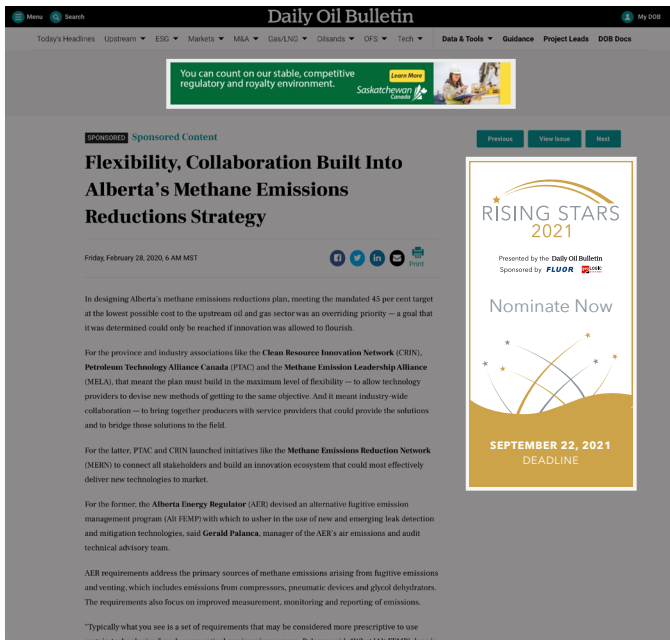 Menu Search Daily Oil Bulletin My DOB
Today's Headlines Upstream ESG Markets M&A Gas/LNG Oilsands OFS Tech Data & Tools Guidance Project Leads DOB Docs
You can count on our stable, competitive
regulatory and royalty environment.
Learn More
Saskatchewan
Canada
SPONSORED Sponsored Content
Previous View Issue Next
Flexibility, Collaboration Built Into
Alberta's Methane Emissions
Reductions Strategy
Friday, February 28, 2020, 6 AM MST
Print
In designing Alberta's methane emissions reductions plan, meeting the mandated 45 per cent target
at the lowest possible cost to the upstream oil and gas sector was an overriding priority — a goal that
it was determined could only be reached if innovation was allowed to flourish.
For the province and industry associations like the Clean Resource Innovation Network (CRIN),
Petroleum Technology Alliance Canada (PTAC) and the Methane Emission Leadership Alliance
(MELA), that meant the plan must build in the maximum level of flexibility — to allow technology
providers to devise new methods of getting to the same objective. And it meant industry-wide
collaboration — to bring together producers with service providers that could provide the solutions
and to bridge those solutions to the field.
For the latter, PTAC and CRIN launched initiatives like the Methane Emissions Reduction Network
(MERN) to connect all stakeholders and build an innovation ecosystem that could most effectively
deliver new technologies to market.
For the former, the Alberta Energy Regulator (AER) devised an alternative fugitive emission
management program (Alt FEMP) with which to usher in the use of new and emerging leak detection
and mitigation technologies, said Gerald Palanca, manager of the AER's air emissions and audit
technical advisory team.
AER requirements address the primary sources of methane emissions arising from fugitive emissions
and venting, which includes emissions from compressors, pneumatic devices and glycol dehydrators.
The requirements also focus on improved measurement, monitoring and reporting of emissions.
"Typically what you see is a set of requirements that may be considered more prescriptive to use
RISING STARS
2021
Presented by the Daily Oil Bulletin
Sponsored by FLUOR
Nominate Now
SEPTEMBER 22, 2021
DEADLINE